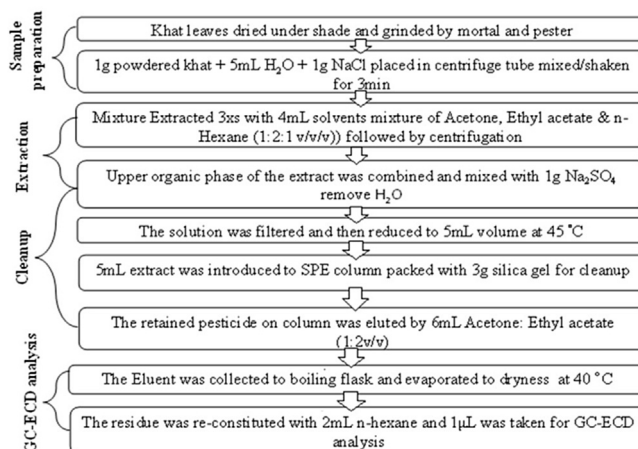 Sample
preparation
Khat leaves dried under shade and grinded by mortal and pester
1g powdered khat + 5mL H₂O + 1g NaCl placed in centrifuge tube mixed/shaken
for 3min
Extraction
Mixture Extracted 3xs with 4mL solvents mixture of Acetone, Ethyl acetate & n-
Hexane (1:2:1 v/v/v)) followed by centrifugation
Upper organic phase of the extract was combined and mixed with 1g Na₂SO₄
remove H₂O
Cleanup
The solution was filtered and then reduced to 5mL volume at 45 °C
5mL extract was introduced to SPE column packed with 3g silica gel for cleanup
The retained pesticide on column was eluted by 6mL Acetone: Ethyl acetate
(1:2v/v)
GC-ECD analysis
The Eluent was collected to boiling flask and evaporated to dryness at 40 °C
The residue was re-constituted with 2mL n-hexane and 1µL was taken for GC-ECD
analysis